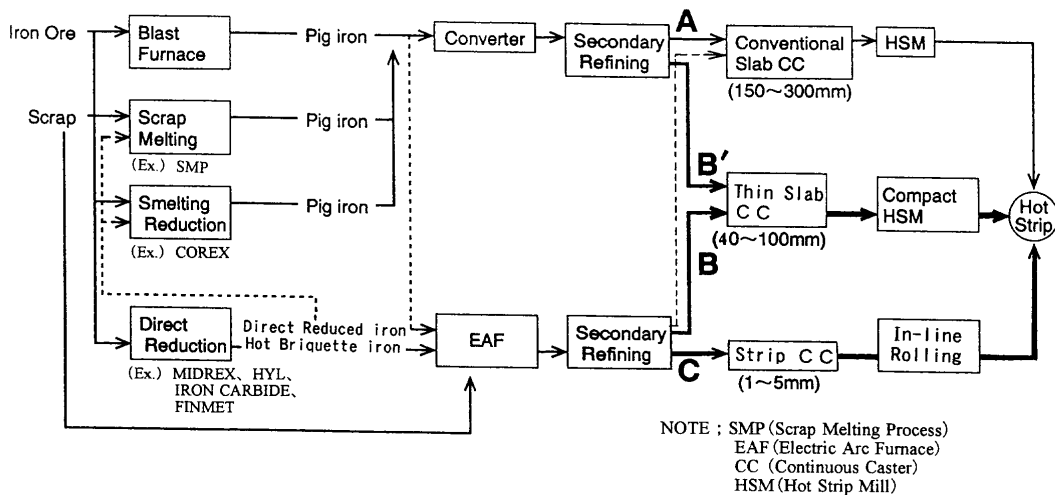 Iron Ore
Blast
Furnace
Pig iron
Converter
Secondary
Refining
A
Conventional
Slab CC
(150～300mm)
HSM
Scrap
Scrap
Melting
(Ex.) SMP
Pig iron
B′
Smelting
Reduction
(Ex.) COREX
Pig iron
Thin Slab
C C
(40～100mm)
Compact
HSM
Hot
Strip
B
Direct
Reduction
(Ex.) MIDREX、HYL、
IRON CARBIDE、
FINMET
Direct Reduced iron
Hot Briquette iron
EAF
Secondary
Refining
C
Strip C C
(1～5mm)
In-line
Rolling
NOTE ; SMP (Scrap Melting Process)
EAF (Electric Arc Furnace)
CC (Continuous Caster)
HSM (Hot Strip Mill)